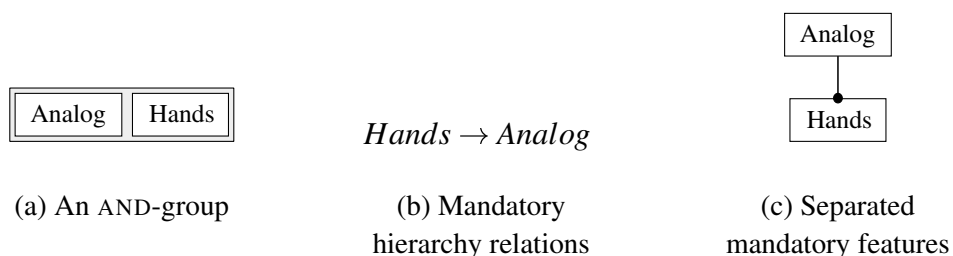 Analog
Hands
Analog Hands
Hands → Analog
(a) An AND-group
(b) Mandatory
hierarchy relations
(c) Separated
mandatory features